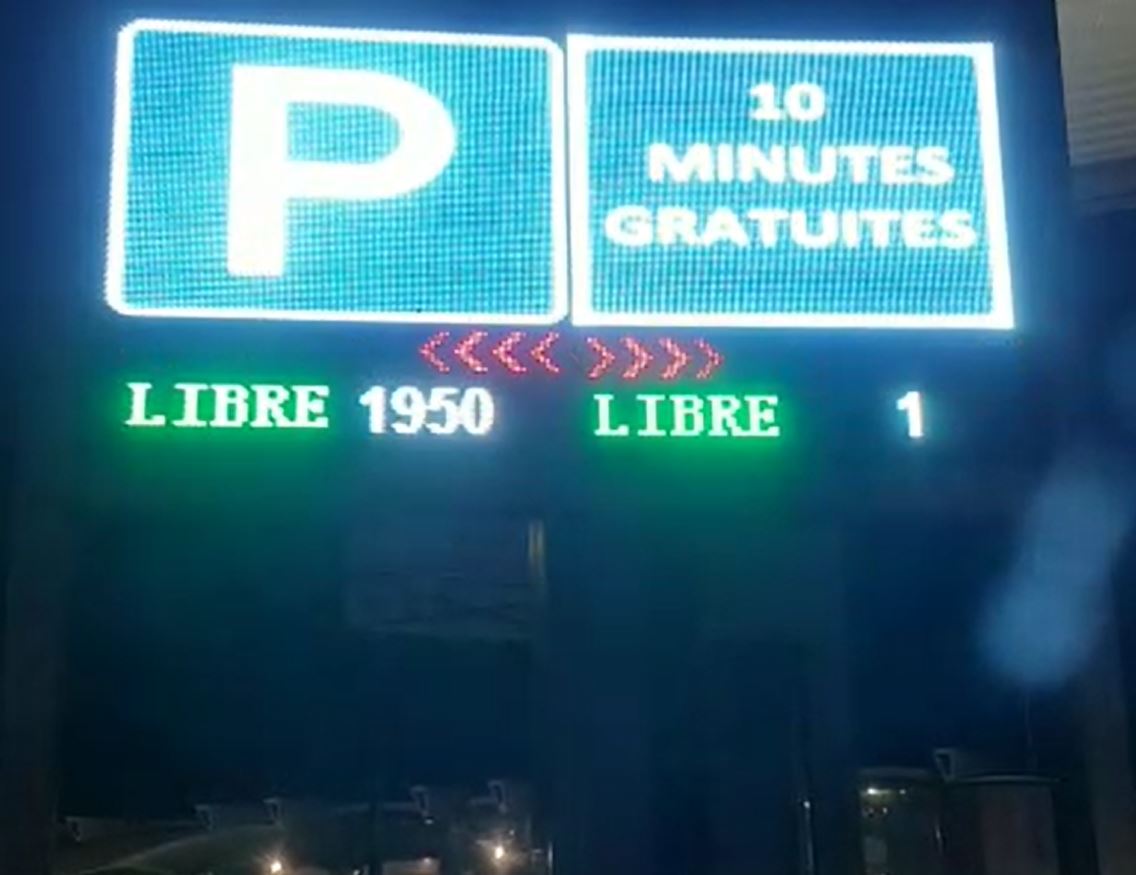 P
10
MINUTES
GRATUITES
<<<< >>>>
LIBRE 1950 LIBRE 1